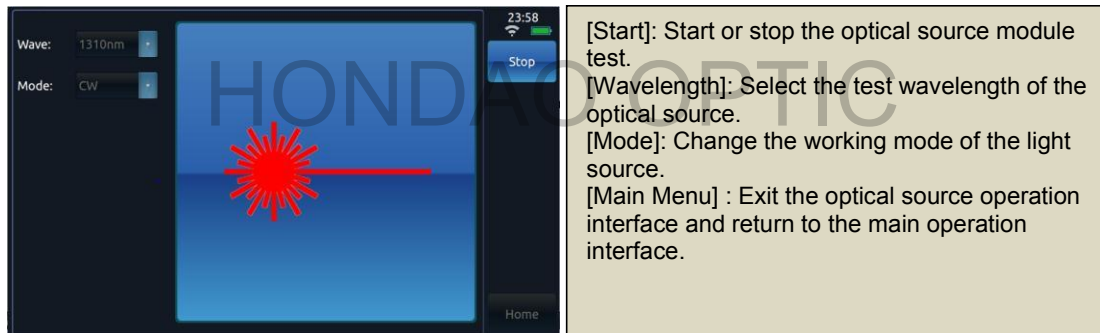 23:58
Wave: 1310nm
Stop
Mode: CW
HONDAO OPTIC
Home
[Start]: Start or stop the optical source module
test.
[Wavelength]: Select the test wavelength of the
optical source.
[Mode]: Change the working mode of the light
source.
[Main Menu] : Exit the optical source operation
interface and return to the main operation
interface.